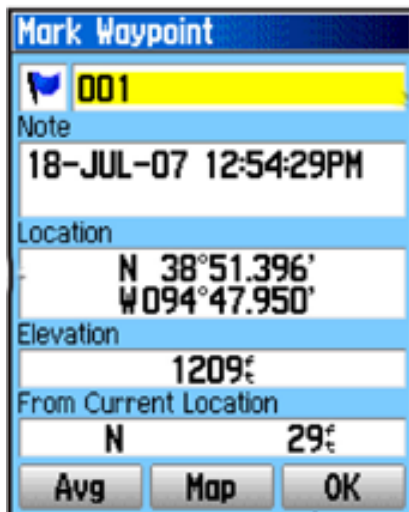 Mark Waypoint
001
Note
18-JUL-07 12:54:29PM
Location
N 38°51.396'
W094°47.950'
Elevation
1209ft
From Current Location
N 29ft
Avg Map OK